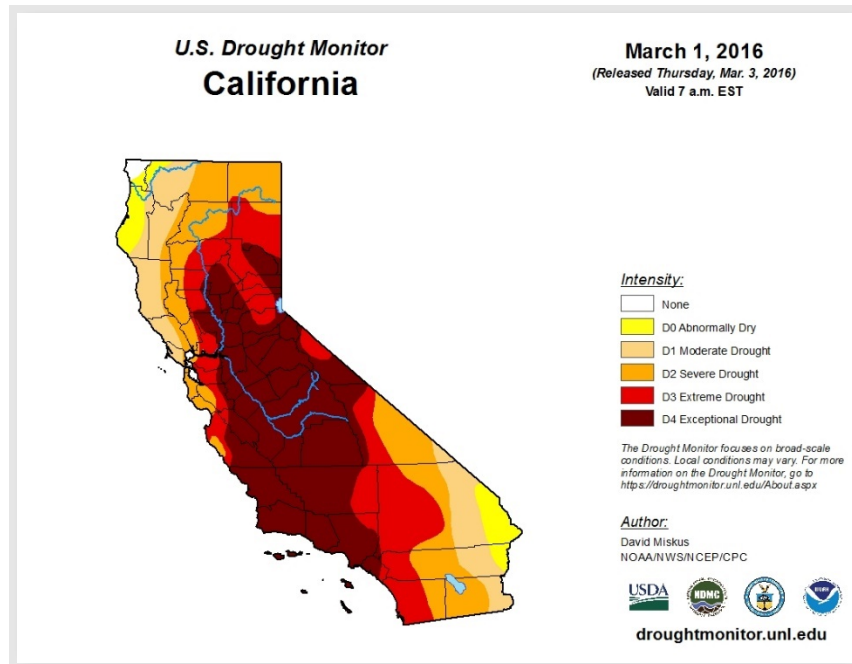 U.S. Drought Monitor
California
March 1, 2016
(Released Thursday, Mar. 3, 2016)
Valid 7 a.m. EST
Intensity:
None
D0 Abnormally Dry
D1 Moderate Drought
D2 Severe Drought
D3 Extreme Drought
D4 Exceptional Drought
The Drought Monitor focuses on broad-scale
conditions. Local conditions may vary. For more
information on the Drought Monitor, go to
https://droughtmonitor.unl.edu/About.aspx
Author:
David Miskus
NOAA/NWS/NCEP/CPC
USDA
NDMC
droughtmonitor.unl.edu